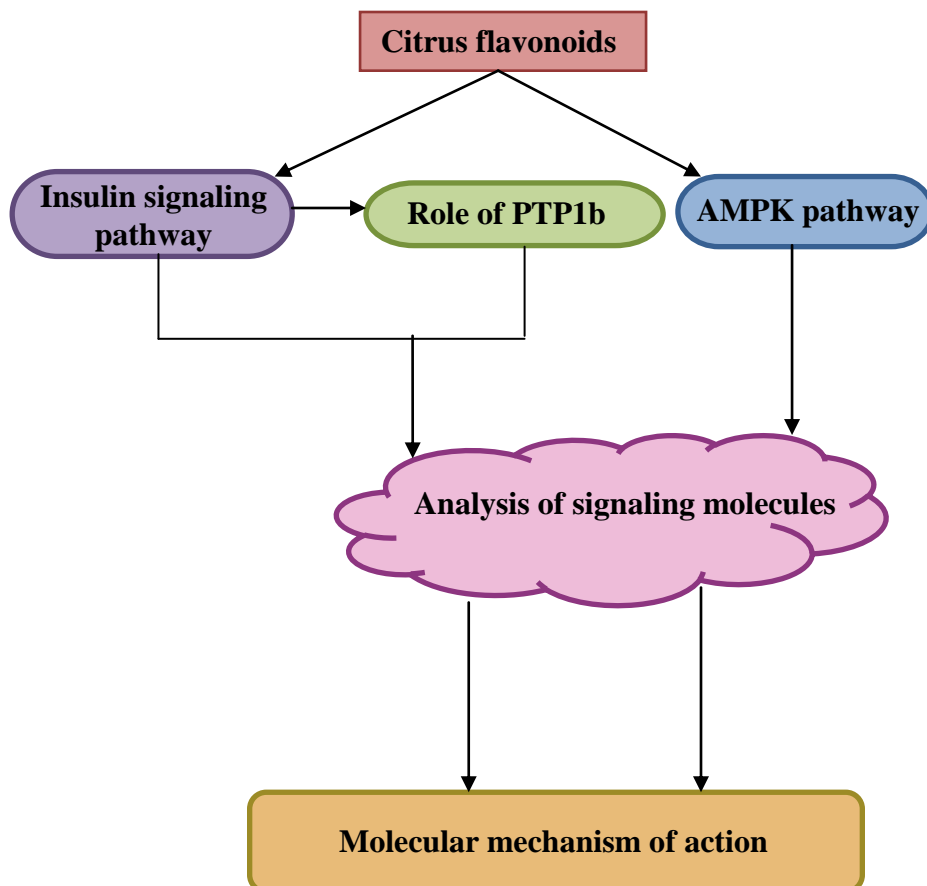 Citrus flavonoids
Insulin signaling
pathway
Role of PTP1b
AMPK pathway
Analysis of signaling molecules
Molecular mechanism of action